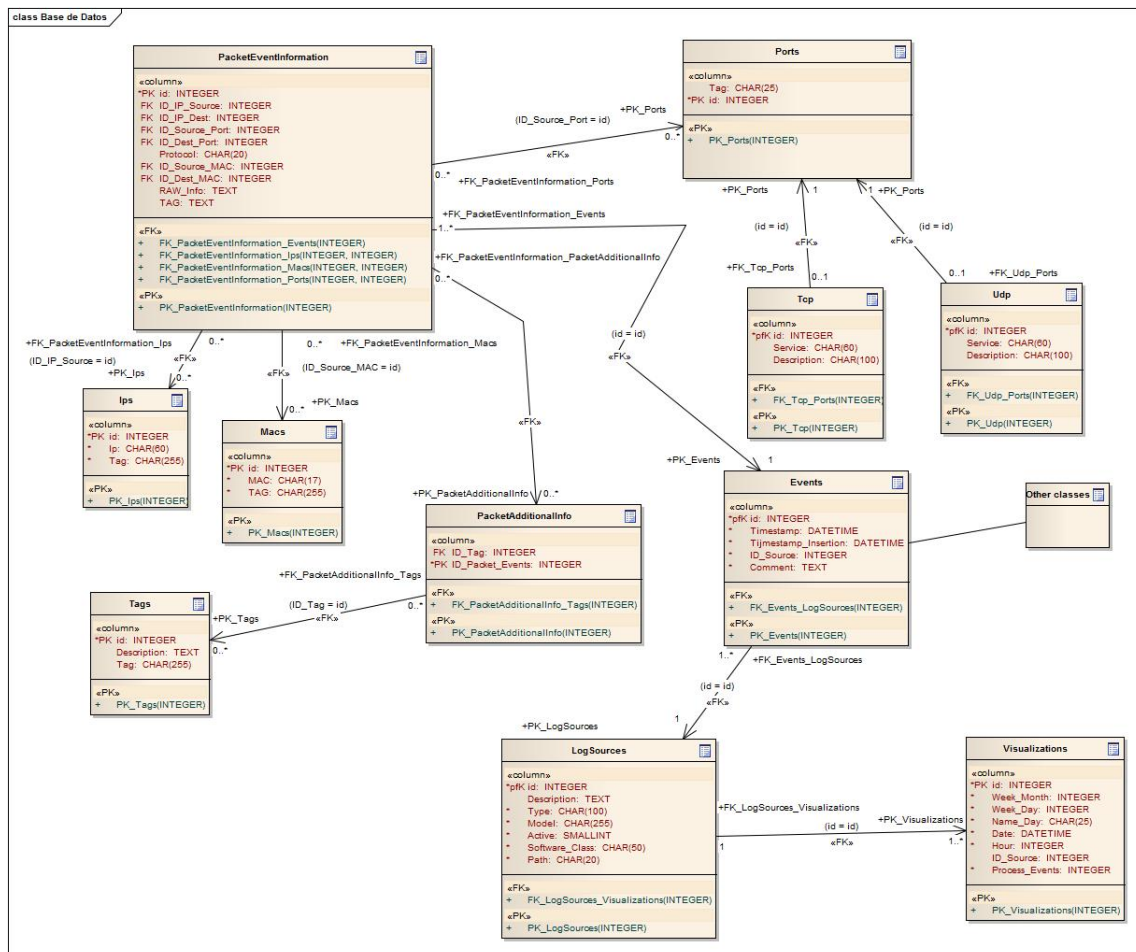 class Base de Datos
PacketEventInformation
«column»
*PK id: INTEGER
FK ID_IP_Source: INTEGER
FK ID_IP_Dest: INTEGER
FK ID_Source_Port: INTEGER
FK ID_Dest_Port: INTEGER
Protocol: CHAR(20)
FK ID_Source_MAC: INTEGER
FK ID_Dest_MAC: INTEGER
RAW_Info: TEXT
TAG: TEXT
«FK»
+ FK_PacketEventInformation_Events(INTEGER)
+ FK_PacketEventInformation_Ips(INTEGER, INTEGER)
+ FK_PacketEventInformation_Macs(INTEGER, INTEGER)
+ FK_PacketEventInformation_Ports(INTEGER, INTEGER)
«PK»
+ PK_PacketEventInformation(INTEGER)
Ports
«column»
Tag: CHAR(25)
*PK id: INTEGER
«PK»
+ PK_Ports(INTEGER)
+PK_Ports
(ID_Source_Port = id)
0..*
«FK»
0..*
+FK_PacketEventInformation_Ports
+FK_PacketEventInformation_Events
1..*
+FK_PacketEventInformation_PacketAdditionalInfo
0..*
+PK_Ports
1
(id = id)
«FK»
+FK_Tcp_Ports
0..1
+PK_Ports
1
(id = id)
«FK»
0..1
+FK_Udp_Ports
Tcp
«column»
*pfK id: INTEGER
Service: CHAR(60)
Description: CHAR(100)
«FK»
+ FK_Tcp_Ports(INTEGER)
«PK»
+ PK_Tcp(INTEGER)
Udp
«column»
*pfK id: INTEGER
Service: CHAR(60)
Description: CHAR(100)
«FK»
+ FK_Udp_Ports(INTEGER)
«PK»
+ PK_Udp(INTEGER)
(id = id)
«FK»
+FK_PacketEventInformation_Ips
0..*
(ID_IP_Source = id)
«FK»
+PK_Ips
0..*
0..*
+FK_PacketEventInformation_Macs
«FK»
(ID_Source_MAC = id)
0..*
+PK_Macs
Ips
«column»
*PK id: INTEGER
* Ip: CHAR(60)
* Tag: CHAR(255)
«PK»
+ PK_Ips(INTEGER)
Macs
«column»
*PK id: INTEGER
* MAC: CHAR(17)
* TAG: CHAR(255)
«PK»
+ PK_Macs(INTEGER)
«FK»
+PK_PacketAdditionalInfo
0..*
PacketAdditionalInfo
«column»
FK ID_Tag: INTEGER
*PK ID_Packet_Events: INTEGER
«FK»
+ FK_PacketAdditionalInfo_Tags(INTEGER)
«PK»
+ PK_PacketAdditionalInfo(INTEGER)
+PK_Events
1
Events
«column»
*pfK id: INTEGER
* Timestamp: DATETIME
* Tijmestamp_Insertion: DATETIME
* ID_Source: INTEGER
* Comment: TEXT
«FK»
+ FK_Events_LogSources(INTEGER)
«PK»
+ PK_Events(INTEGER)
Other classes
+FK_PacketAdditionalInfo_Tags
0..*
(ID_Tag = id)
«FK»
+PK_Tags
0..*
Tags
«column»
*PK id: INTEGER
Description: TEXT
Tag: CHAR(255)
«PK»
+ PK_Tags(INTEGER)
1..*
+FK_Events_LogSources
(id = id)
«FK»
+PK_LogSources
1
LogSources
«column»
*pfK id: INTEGER
Description: TEXT
* Type: CHAR(100)
* Model: CHAR(255)
* Active: SMALLINT
* Software_Class: CHAR(50)
* Path: CHAR(20)
«FK»
+ FK_LogSources_Visualizations(INTEGER)
«PK»
+ PK_LogSources(INTEGER)
+FK_LogSources_Visualizations
1
(id = id)
«FK»
+PK_Visualizations
1..*
Visualizations
«column»
*PK id: INTEGER
* Week_Month: INTEGER
* Week_Day: INTEGER
* Name_Day: CHAR(25)
* Date: DATETIME
* Hour: INTEGER
ID_Source: INTEGER
* Process_Events: INTEGER
«PK»
+ PK_Visualizations(INTEGER)